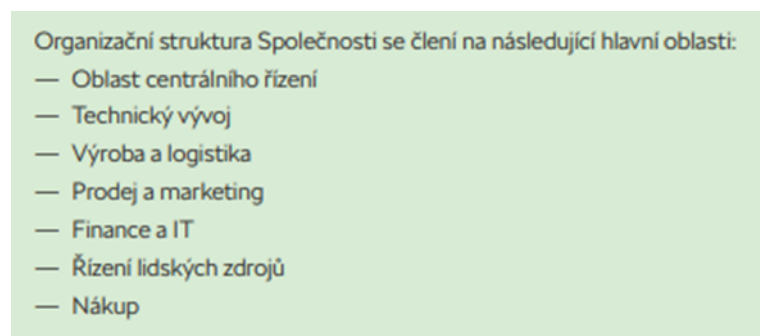 Organizační struktura Společnosti se člení na následující hlavní oblasti:
— Oblast centrálního řízení
— Technický vývoj
— Výroba a logistika
— Prodej a marketing
— Finance a IT
— Řízení lidských zdrojů
— Nákup